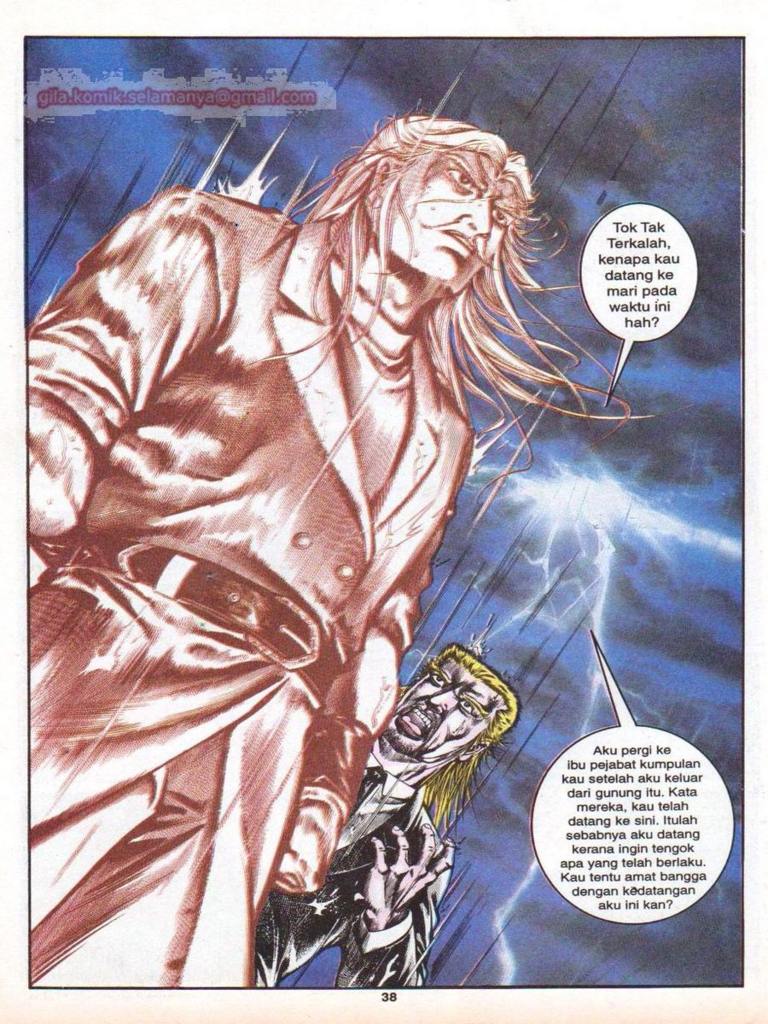 gila.komik.selamanya@gmail.com
Tok Tak
Terkalah,
kenapa kau
datang ke
mari pada
waktu ini
hah?
Aku pergi ke
ibu pejabat kumpulan
kau setelah aku keluar
dari gunung itu. Kata
mereka, kau telah
datang ke sini. Itulah
sebabnya aku datang
kerana ingin tengok
apa yang telah berlaku.
Kau tentu amat bangga
dengan kedatangan
aku ini kan?
38